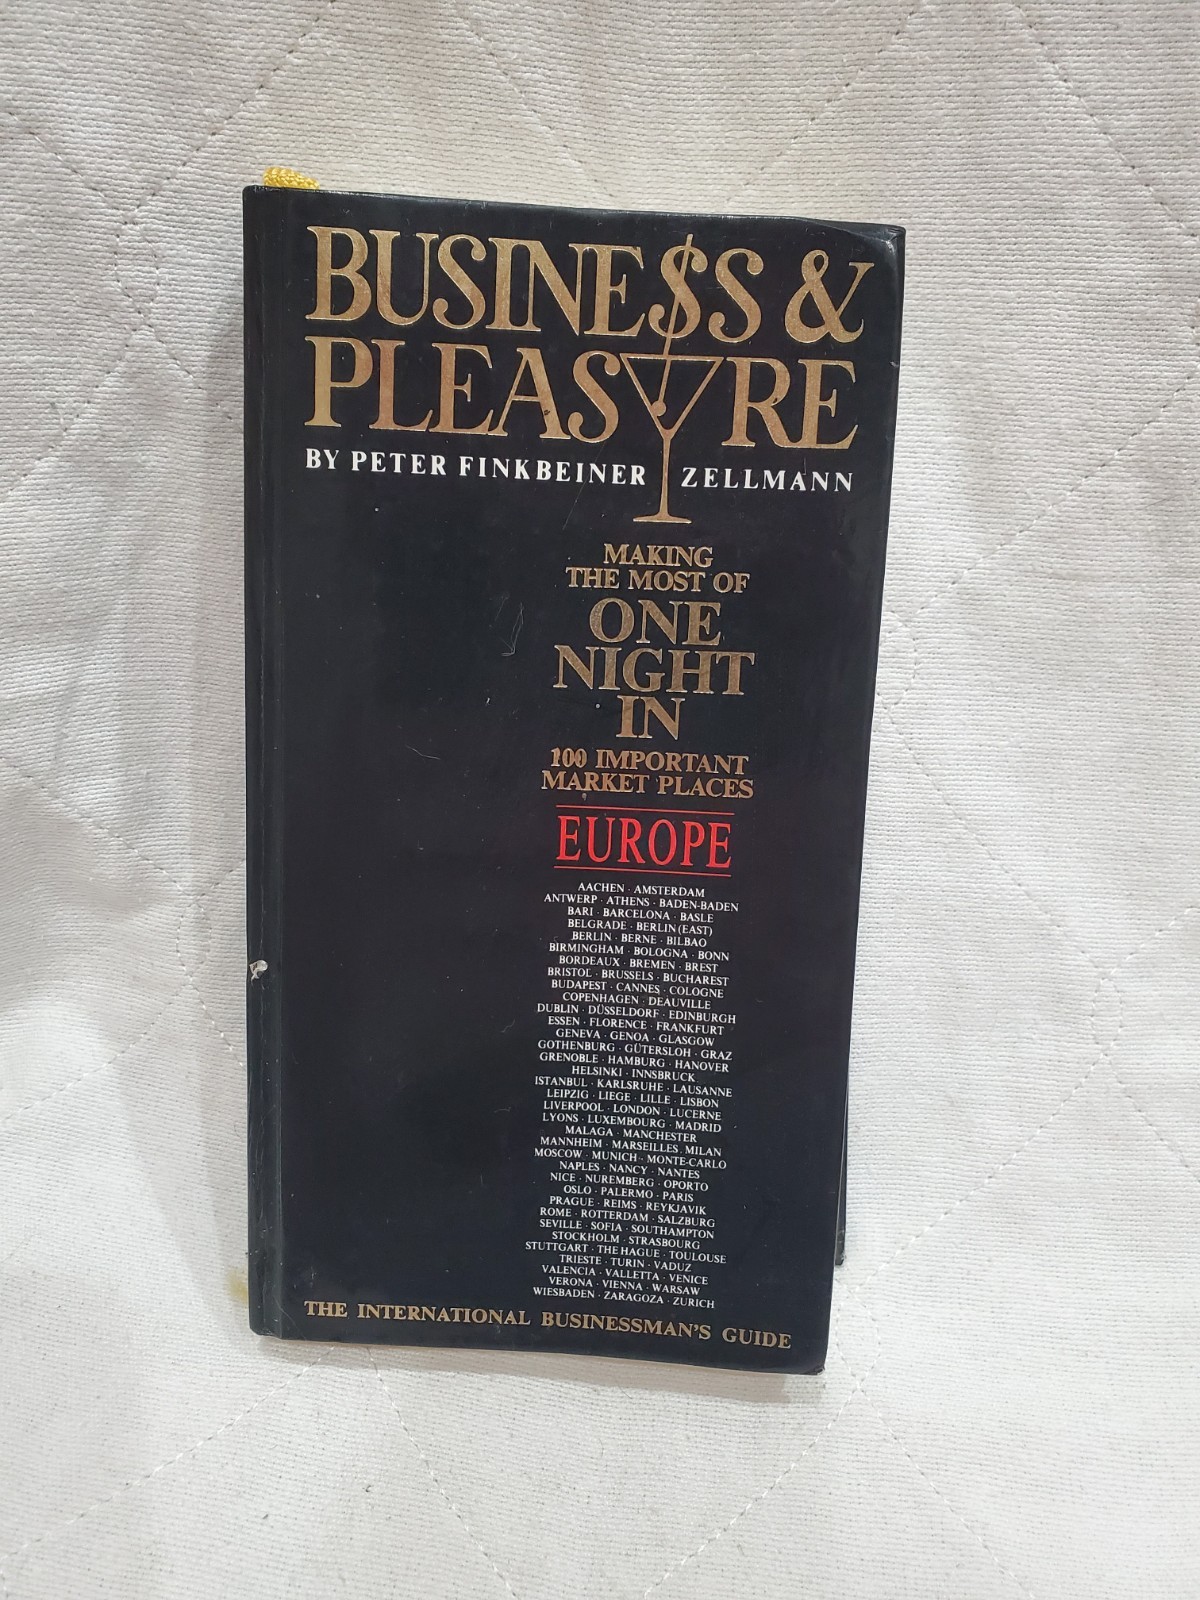 BUSINE$S &
PLEASYRE
BY PETER FINKBEINER ZELLMANN
MAKING
THE MOST OF
ONE
NIGHT
IN
100 IMPORTANT
MARKET PLACES
EUROPE
AACHEN · AMSTERDAM
ANTWERP · ATHENS · BADEN-BADEN
BARI · BARCELONA · BASLE
BELGRADE · BERLIN (EAST)
BERLIN · BERNE · BILBAO
BIRMINGHAM · BOLOGNA · BONN
BORDEAUX · BREMEN · BREST
BRISTOL · BRUSSELS · BUCHAREST
BUDAPEST · CANNES · COLOGNE
COPENHAGEN · DEAUVILLE
DUBLIN · DÜSSELDORF · EDINBURGH
ESSEN · FLORENCE · FRANKFURT
GENEVA · GENOA · GLASGOW
GOTHENBURG · GÜTERSLOH · GRAZ
GRENOBLE · HAMBURG · HANOVER
HELSINKI · INNSBRUCK
ISTANBUL · KARLSRUHE · LAUSANNE
LEIPZIG · LIEGE · LILLE · LISBON
LIVERPOOL · LONDON · LUCERNE
LYONS · LUXEMBOURG · MADRID
MALAGA · MANCHESTER
MANNHEIM · MARSEILLES · MILAN
MOSCOW · MUNICH · MONTE-CARLO
NAPLES · NANCY · NANTES
NICE · NUREMBERG · OPORTO
OSLO · PALERMO · PARIS
PRAGUE · REIMS · REYKJAVIK
ROME · ROTTERDAM · SALZBURG
SEVILLE · SOFIA · SOUTHAMPTON
STOCKHOLM · STRASBOURG
STUTTGART · THE HAGUE · TOULOUSE
TRIESTE · TURIN · VADUZ
VALENCIA · VALLETTA · VENICE
VERONA · VIENNA · WARSAW
WIESBADEN · ZARAGOZA · ZURICH
THE INTERNATIONAL BUSINESSMAN'S GUIDE